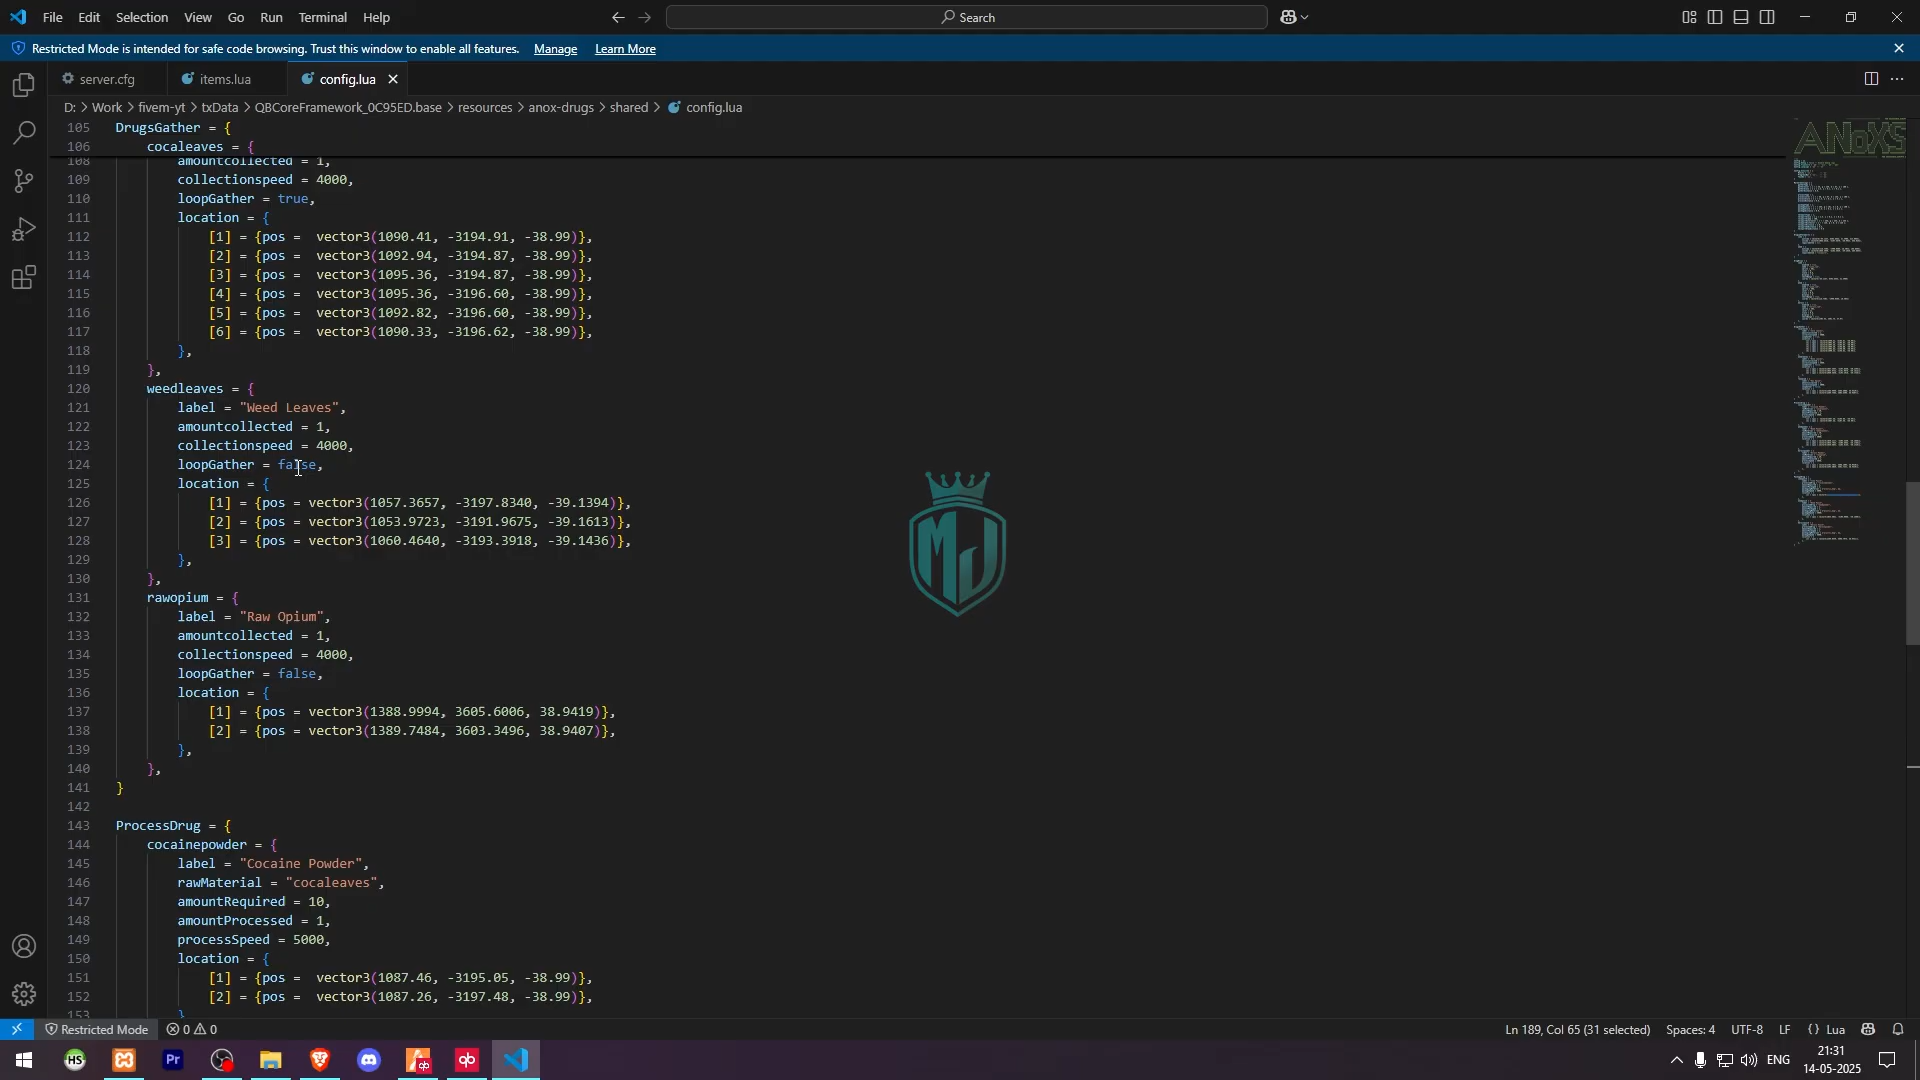 File Edit Selection View Go Run Terminal Help
Search
Restricted Mode is intended for safe code browsing. Trust this window to enable all features. Manage Learn More
server.cfg items.lua config.lua
D: > Work > fivem-yt > txData > QBCoreFramework_0C95ED.base > resources > anox-drugs > shared > config.lua
ANoXS
105 DrugsGather = {
106 cocaleaves = {
108 amountcollected = 1,
109 collectionspeed = 4000,
110 loopGather = true,
111 location = {
112 [1] = {pos =  vector3(1090.41, -3194.91, -38.99)},
113 [2] = {pos =  vector3(1092.94, -3194.87, -38.99)},
114 [3] = {pos =  vector3(1095.36, -3194.87, -38.99)},
115 [4] = {pos =  vector3(1095.36, -3196.60, -38.99)},
116 [5] = {pos =  vector3(1092.82, -3196.60, -38.99)},
117 [6] = {pos =  vector3(1090.33, -3196.62, -38.99)},
118 },
119 },
120 weedleaves = {
121 label = "Weed Leaves",
122 amountcollected = 1,
123 collectionspeed = 4000,
124 loopGather = false,
125 location = {
126 [1] = {pos = vector3(1057.3657, -3197.8340, -39.1394)},
127 [2] = {pos = vector3(1053.9723, -3191.9675, -39.1613)},
128 [3] = {pos = vector3(1060.4640, -3193.3918, -39.1436)},
129 },
130 },
131 rawopium = {
132 label = "Raw Opium",
133 amountcollected = 1,
134 collectionspeed = 4000,
135 loopGather = false,
136 location = {
137 [1] = {pos = vector3(1388.9994, 3605.6006, 38.9419)},
138 [2] = {pos = vector3(1389.7484, 3603.3496, 38.9407)},
139 },
140 },
141 }
142
143 ProcessDrug = {
144 cocainepowder = {
145 label = "Cocaine Powder",
146 rawMaterial = "cocaleaves",
147 amountRequired = 10,
148 amountProcessed = 1,
149 processSpeed = 5000,
150 location = {
151 [1] = {pos =  vector3(1087.46, -3195.05, -38.99)},
152 [2] = {pos =  vector3(1087.26, -3197.48, -38.99)},
153 }
MJ
Restricted Mode 0 0 Ln 189, Col 65 (31 selected) Spaces: 4 UTF-8 LF {} Lua
HS Pr qb qb ENG 21:31
14-05-2025